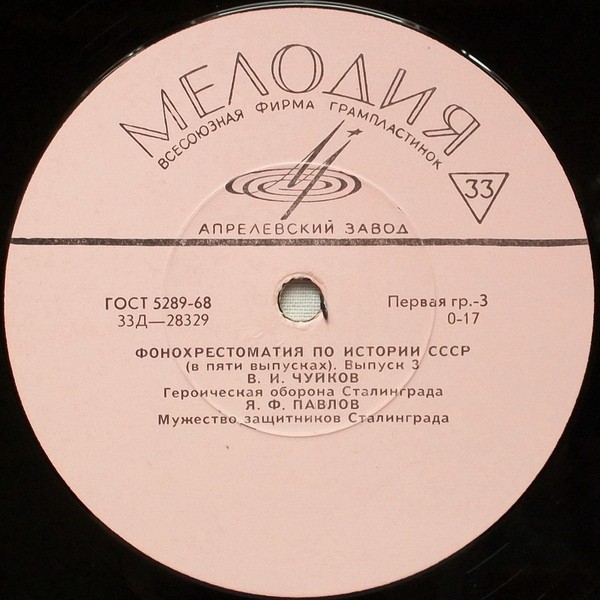 МЕЛОДИЯ
ВСЕСОЮЗНАЯ ФИРМА ГРАМПЛАСТИНОК
33
АПРЕЛЕВСКИЙ ЗАВОД
ГОСТ 5289-68
33Д—28329
Первая гр.-3
0-17
ФОНОХРЕСТОМАТИЯ ПО ИСТОРИИ СССР
(в пяти выпусках). Выпуск 3
В. И. ЧУЙКОВ
Героическая оборона Сталинграда
Я. Ф. ПАВЛОВ
Мужество защитников Сталинграда